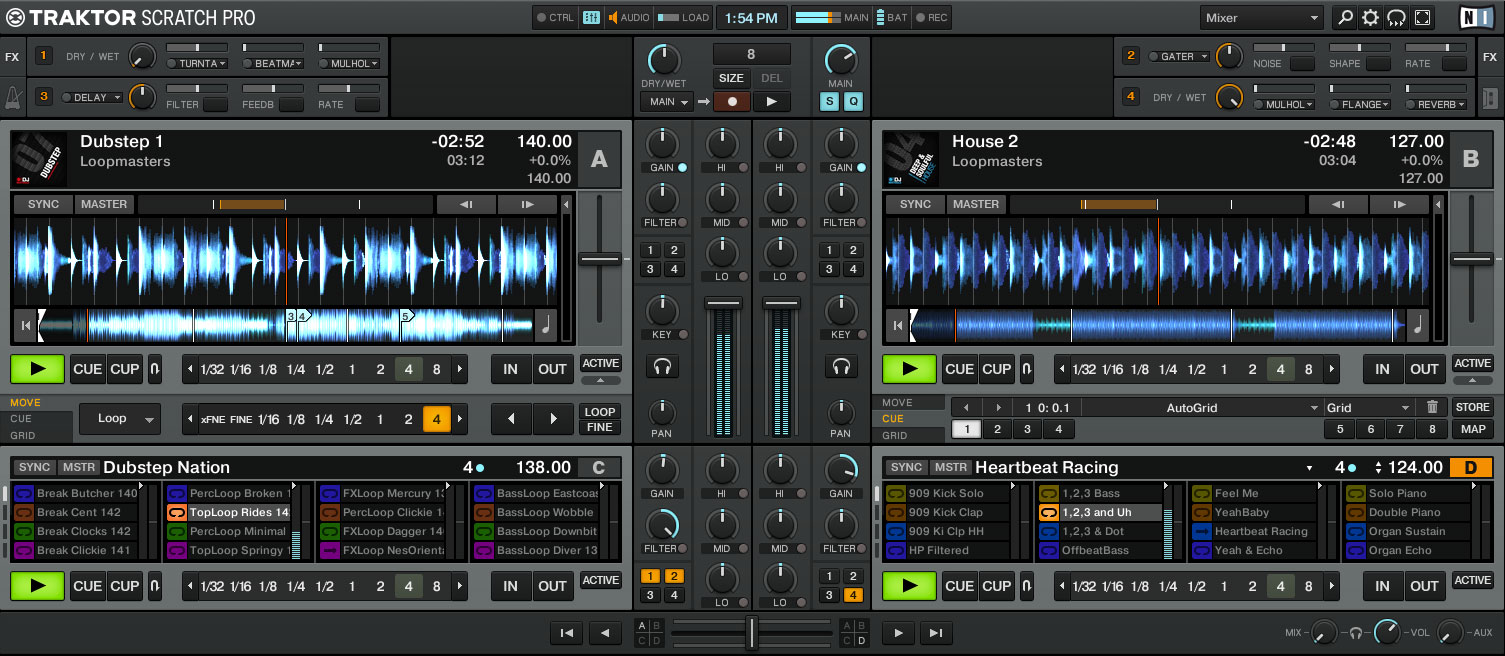 TRAKTOR SCRATCH PRO
CTRL AUDIO LOAD 1:54 PM MAIN BAT REC
Mixer
NI
FX 1 DRY / WET TURNTA BEATMA MULHOL
3 DELAY FILTER FEEDB RATE
DRY/WET 8 MAIN
SIZE DEL
MAIN S Q
2 GATER NOISE SHAPE RATE FX
4 DRY / WET MULHOL FLANGE REVERB
Dubstep 1 -02:52 140.00 A
Loopmasters 03:12 +0.0%
140.00
SYNC MASTER
3 4 5
CUE CUP 1/32 1/16 1/8 1/4 1/2 1 2 4 8 IN OUT ACTIVE
MOVE
CUE
GRID
Loop xFNE FINE 1/16 1/8 1/4 1/2 1 2 4 LOOP
FINE
GAIN HI HI GAIN
FILTER MID MID FILTER
1 2 LO LO 1 2
3 4 3 4
KEY KEY
PAN PAN
House 2 -02:48 127.00 B
Loopmasters 03:04 +0.0%
127.00
SYNC MASTER
CUE CUP 1/32 1/16 1/8 1/4 1/2 1 2 4 8 IN OUT ACTIVE
MOVE
CUE
GRID
1 0: 0.1 AutoGrid Grid STORE
1 2 3 4 5 6 7 8 MAP
SYNC MSTR Dubstep Nation 4 138.00 C
Break Butcher 140 PercLoop Broken 1 FXLoop Mercury 13 BassLoop Eastcoas
Break Cent 142 TopLoop Rides 142 PercLoop Clickie BassLoop Wobble
Break Clocks 142 PercLoop Minimal FXLoop Dagger 14 BassLoop Downbit
Break Clickie 141 TopLoop Springy 1 FXLoop NesOrienta BassLoop Diver 13
CUE CUP 1/32 1/16 1/8 1/4 1/2 1 2 4 8 IN OUT ACTIVE
GAIN HI HI GAIN
FILTER MID MID FILTER
1 2 LO LO 1 2
3 4 3 4
SYNC MSTR Heartbeat Racing 4 124.00 D
909 Kick Solo 1,2,3 Bass Feel Me Solo Piano
909 Kick Clap 1,2,3 and Uh YeahBaby Double Piano
909 Ki Clp HH 1,2,3 & Dot Heartbeat Racing Organ Sustain
HP Filtered OffbeatBass Yeah & Echo Organ Echo
CUE CUP 1/32 1/16 1/8 1/4 1/2 1 2 4 8 IN OUT ACTIVE
A B A B
C D C D
MIX VOL AUX